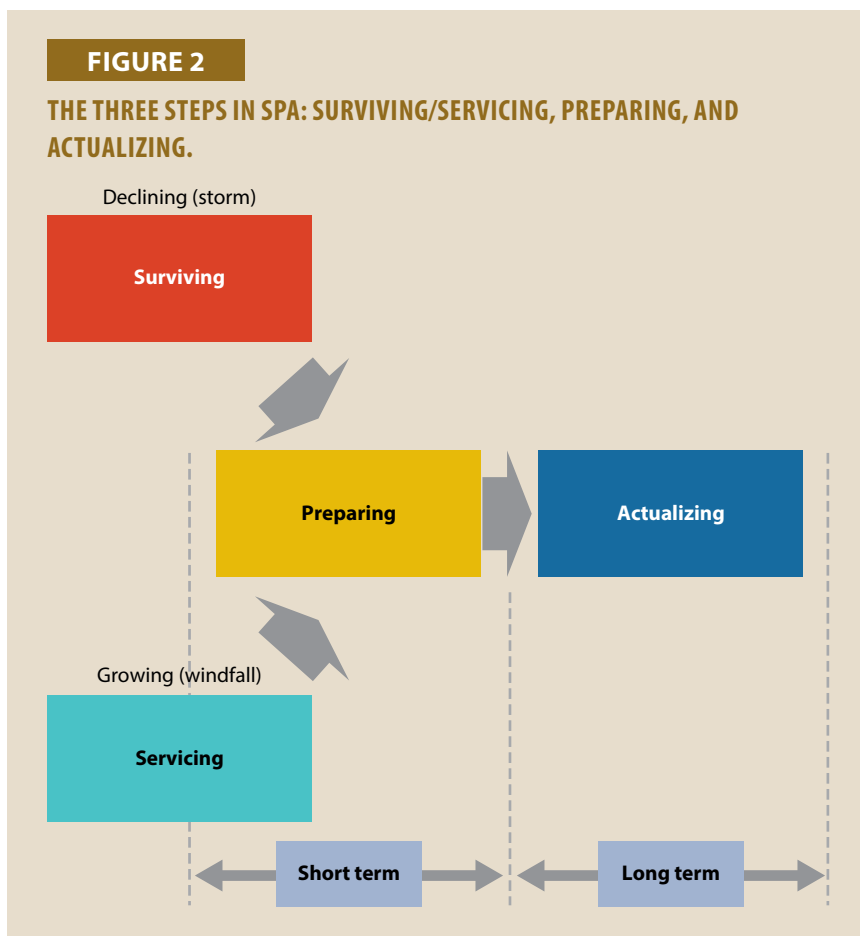 FIGURE 2
THE THREE STEPS IN SPA: SURVIVING/SERVICING, PREPARING, AND
ACTUALIZING.
Declining (storm)
Surviving
Preparing
Actualizing
Growing (windfall)
Servicing
Short term
Long term